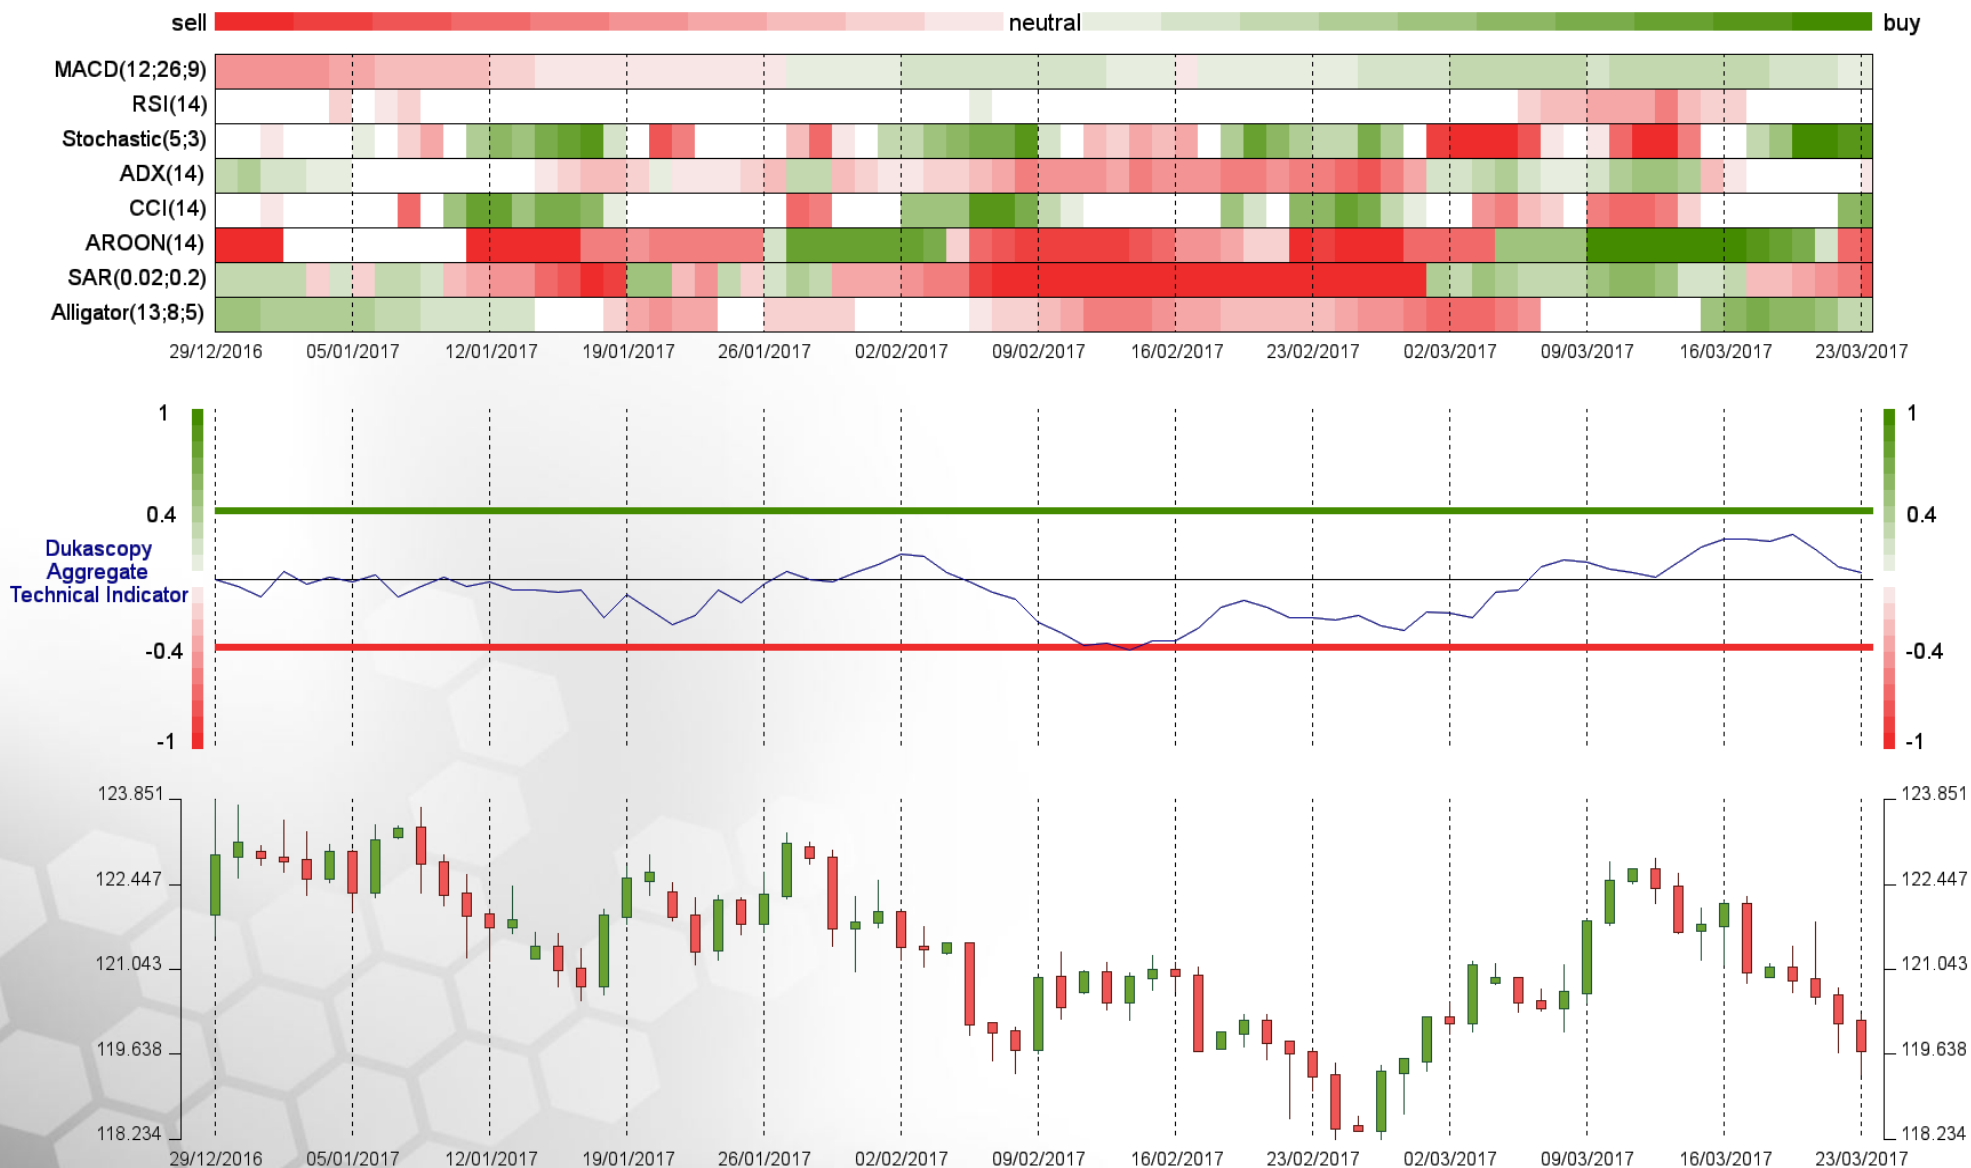 sell neutral buy
MACD(12;26;9)
RSI(14)
Stochastic(5;3)
ADX(14)
CCI(14)
AROON(14)
SAR(0.02;0.2)
Alligator(13;8;5)
29/12/2016 05/01/2017 12/01/2017 19/01/2017 26/01/2017 02/02/2017 09/02/2017 16/02/2017 23/02/2017 02/03/2017 09/03/2017 16/03/2017 23/03/2017
1 1
0.4 0.4
Dukascopy
Aggregate
Technical Indicator
-0.4 -0.4
-1 -1
123.851 123.851
122.447 122.447
121.043 121.043
119.638 119.638
118.234 118.234
29/12/2016 05/01/2017 12/01/2017 19/01/2017 26/01/2017 02/02/2017 09/02/2017 16/02/2017 23/02/2017 02/03/2017 09/03/2017 16/03/2017 23/03/2017